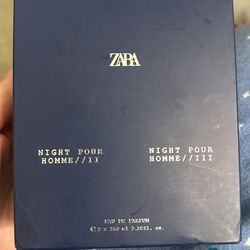 ZARA
NIGHT POUR
HOMME//II
NIGHT POUR
HOMME//III
EAU DE PARFUM